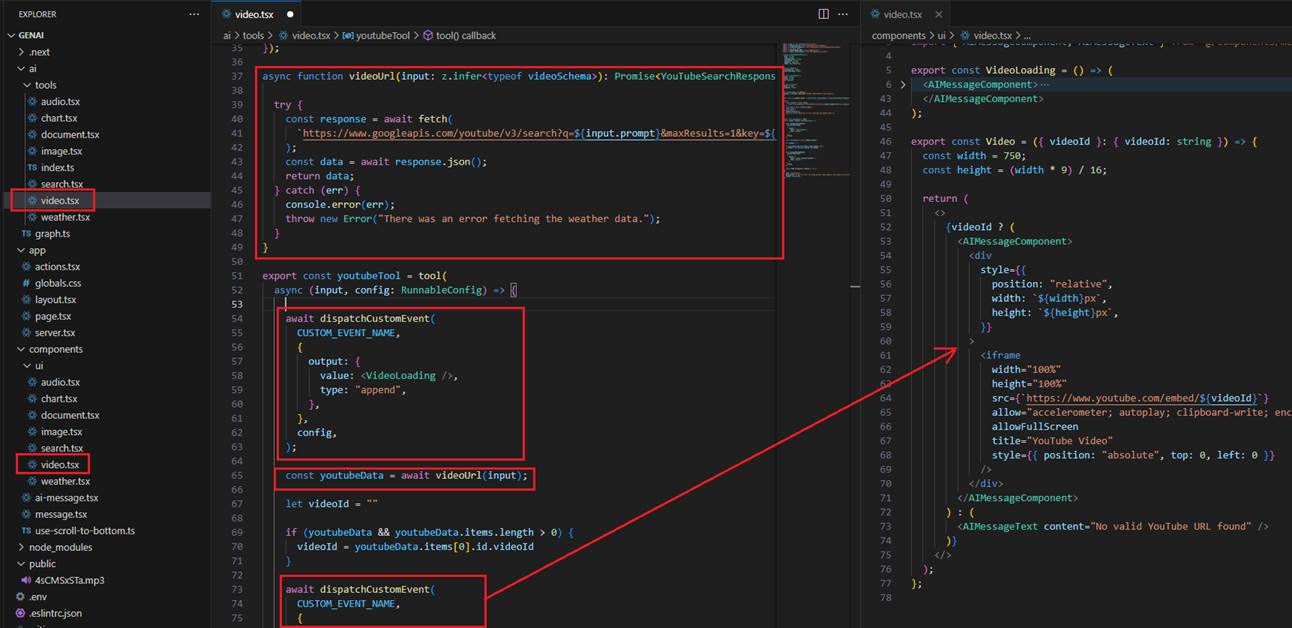 EXPLORER
GENAI
.next
ai
tools
audio.tsx
chart.tsx
document.tsx
image.tsx
TS index.ts
search.tsx
video.tsx
weather.tsx
TS graph.ts
app
actions.tsx
# globals.css
layout.tsx
page.tsx
server.tsx
components
ui
audio.tsx
chart.tsx
document.tsx
image.tsx
search.tsx
video.tsx
weather.tsx
ai-message.tsx
message.tsx
TS use-scroll-to-bottom.ts
node_modules
public
4sCMSxSTa.mp3
.env
.eslintrc.json
video.tsx
ai > tools > video.tsx > youtubeTool > tool() callback
35 });
36
37 async function videoUrl(input: z.infer<typeof videoSchema>): Promise<YouTubeSearchRespons
38
39 try {
40 const response = await fetch(
41 `https://www.googleapis.com/youtube/v3/search?q=${input.prompt}&maxResults=1&key=${
42 );
43 const data = await response.json();
44 return data;
45 } catch (err) {
46 console.error(err);
47 throw new Error("There was an error fetching the weather data.");
48 }
49 }
50
51 export const youtubeTool = tool(
52 async (input, config: RunnableConfig) => {
53
54 await dispatchCustomEvent(
55 CUSTOM_EVENT_NAME,
56 {
57 output: {
58 value: <VideoLoading />,
59 type: "append",
60 },
61 },
62 config,
63 );
64
65 const youtubeData = await videoUrl(input);
66
67 let videoId = ""
68
69 if (youtubeData && youtubeData.items.length > 0) {
70 videoId = youtubeData.items[0].id.videoId
71 }
72
73 await dispatchCustomEvent(
74 CUSTOM_EVENT_NAME,
75 {
video.tsx
components > ui > video.tsx > ...
4
5 export const VideoLoading = () => (
6 <AIMessageComponent>···
43 </AIMessageComponent>
44 );
45
46 export const Video = ({ videoId }: { videoId: string }) => {
47 const width = 750;
48 const height = (width * 9) / 16;
49
50 return (
51 <>
52 {videoId ? (
53 <AIMessageComponent>
54 <div
55 style={{
56 position: "relative",
57 width: `${width}px`,
58 height: `${height}px`,
59 }}
60 >
61 <iframe
62 width="100%"
63 height="100%"
64 src={`https://www.youtube.com/embed/${videoId}`}
65 allow="accelerometer; autoplay; clipboard-write; enc
66 allowFullScreen
67 title="YouTube Video"
68 style={{ position: "absolute", top: 0, left: 0 }}
69 />
70 </div>
71 </AIMessageComponent>
72 ) : (
73 <AIMessageText content="No valid YouTube URL found" />
74 )}
75 </>
76 );
77 };
78